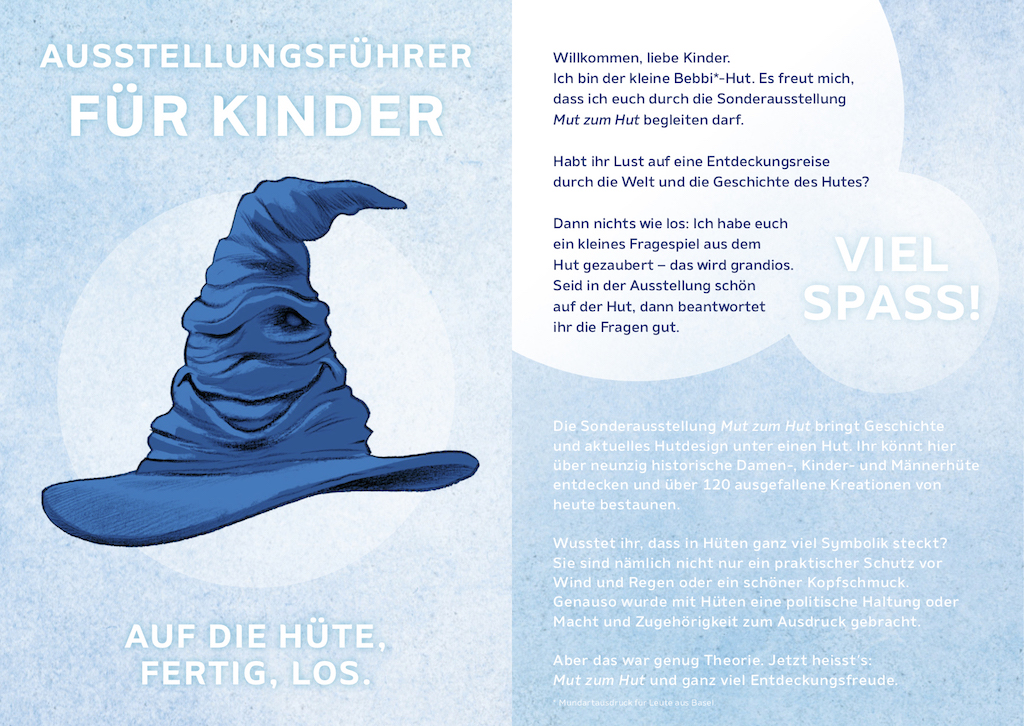 AUSSTELLUNGSFÜHRER
FÜR KINDER
AUF DIE HÜTE,
FERTIG, LOS.
Willkommen, liebe Kinder.
Ich bin der kleine Bebbi*-Hut. Es freut mich,
dass ich euch durch die Sonderausstellung
Mut zum Hut begleiten darf.
Habt ihr Lust auf eine Entdeckungsreise
durch die Welt und die Geschichte des Hutes?
Dann nichts wie los: Ich habe euch
ein kleines Fragespiel aus dem
Hut gezaubert – das wird grandios.
Seid in der Ausstellung schön
auf der Hut, dann beantwortet
ihr die Fragen gut.
VIEL
SPASS!
Die Sonderausstellung Mut zum Hut bringt Geschichte
und aktuelles Hutdesign unter einen Hut. Ihr könnt hier
über neunzig historische Damen-, Kinder- und Männerhüte
entdecken und über 120 ausgefallene Kreationen von
heute bestaunen.
Wusstet ihr, dass in Hüten ganz viel Symbolik steckt?
Sie sind nämlich nicht nur ein praktischer Schutz vor
Wind und Regen oder ein schöner Kopfschmuck.
Genauso wurde mit Hüten eine politische Haltung oder
Macht und Zugehörigkeit zum Ausdruck gebracht.
Aber das war genug Theorie. Jetzt heisst's:
Mut zum Hut und ganz viel Entdeckungsfreude.
* Mundartausdruck für Leute aus Basel